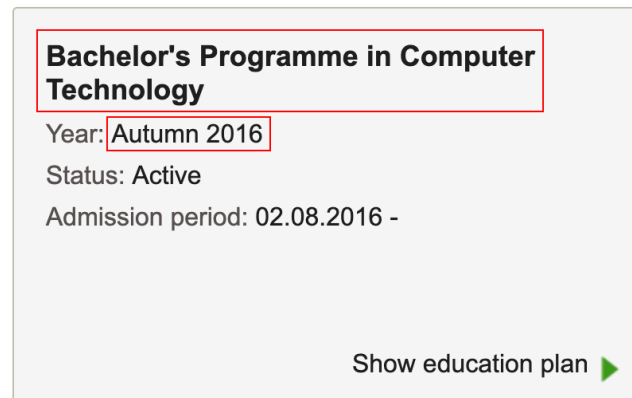 Bachelor's Programme in Computer
Technology
Year: Autumn 2016
Status: Active
Admission period: 02.08.2016 -
Show education plan